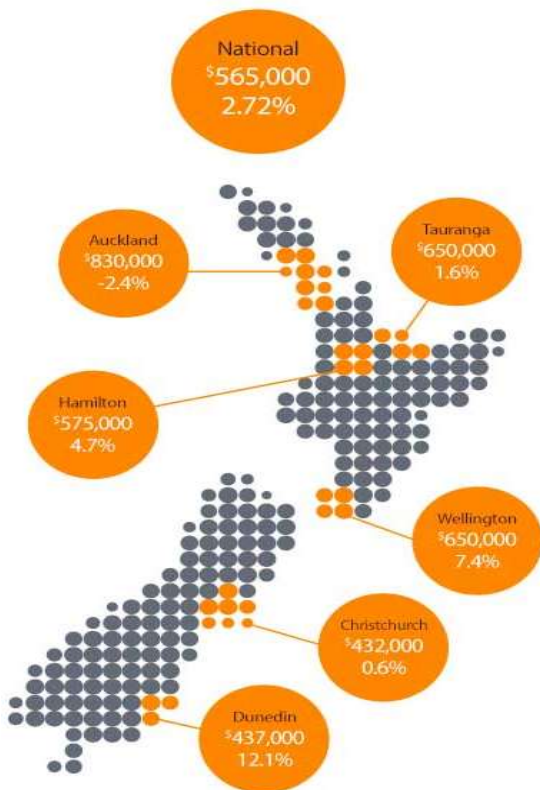 National
$565,000
2.72%
Auckland
$830,000
-2.4%
Tauranga
$650,000
1.6%
Hamilton
$575,000
4.7%
Wellington
$650,000
7.4%
Christchurch
$432,000
0.6%
Dunedin
$437,000
12.1%